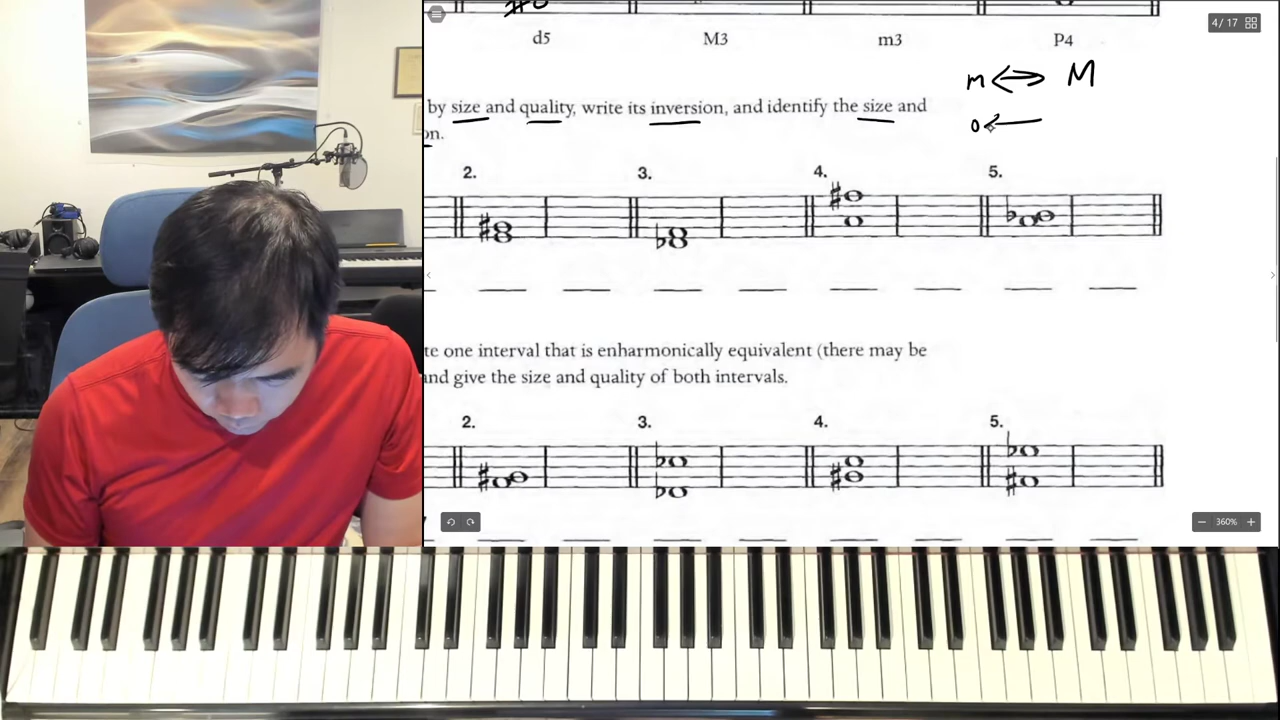 4/ 17
d5 M3 m3 P4
m ⟷ M
by size and quality, write its inversion, and identify the size and
on.
o ←
2. 3. 4. 5.
te one interval that is enharmonically equivalent (there may be
and give the size and quality of both intervals.
2. 3. 4. 5.
360%